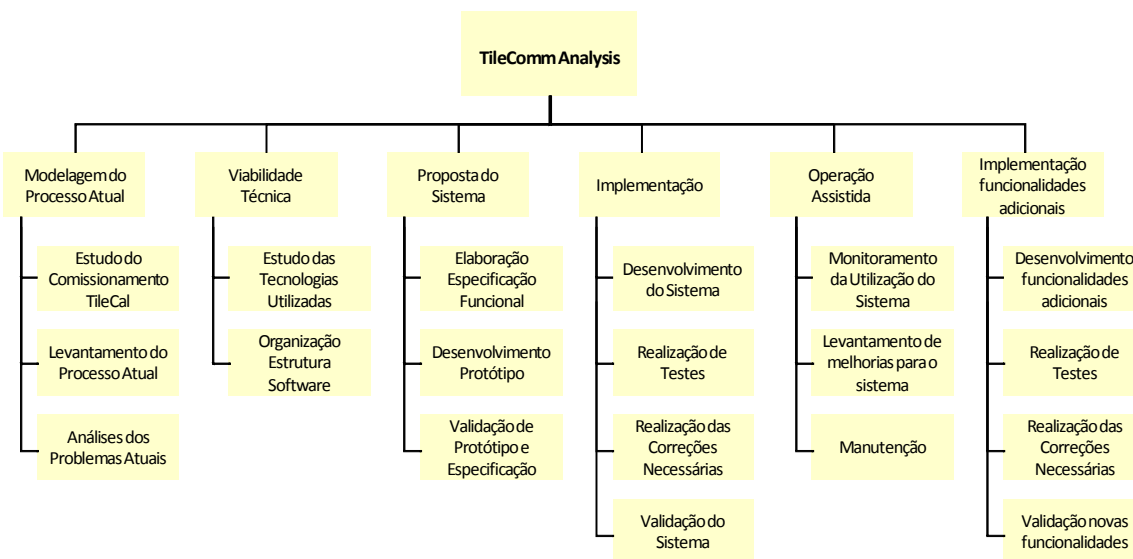 TileComm Analysis
Modelagem do
Processo Atual
Estudo do
Comissionamento
TileCal
Levantamento do
Processo Atual
Análises dos
Problemas Atuais
Viabilidade
Técnica
Estudo das
Tecnologias
Utilizadas
Organização
Estrutura
Software
Proposta do
Sistema
Elaboração
Especificação
Funcional
Desenvolvimento
Protótipo
Validação de
Protótipo e
Especificação
Implementação
Desenvolvimento
do Sistema
Realização de
Testes
Realização das
Correções
Necessárias
Validação do
Sistema
Operação
Assistida
Monitoramento
da Utilização do
Sistema
Levantamento de
melhorias para o
sistema
Manutenção
Implementação
funcionalidades
adicionais
Desenvolvimento
funcionalidades
adicionais
Realização de
Testes
Realização das
Correções
Necessárias
Validação novas
funcionalidades